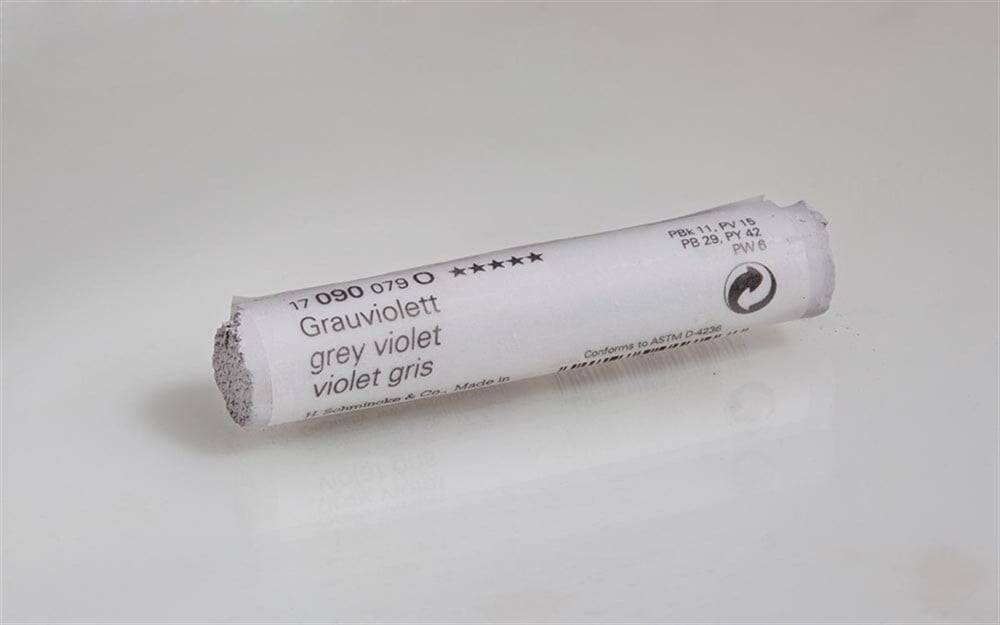 17 090 079 O ★★★★★
Grauviolett
grey violet
violet gris
H. Schmincke & Co., Made in
PBk 11, PV 15
PB 29, PY 42
PW 6
Conforms to ASTM D-4236